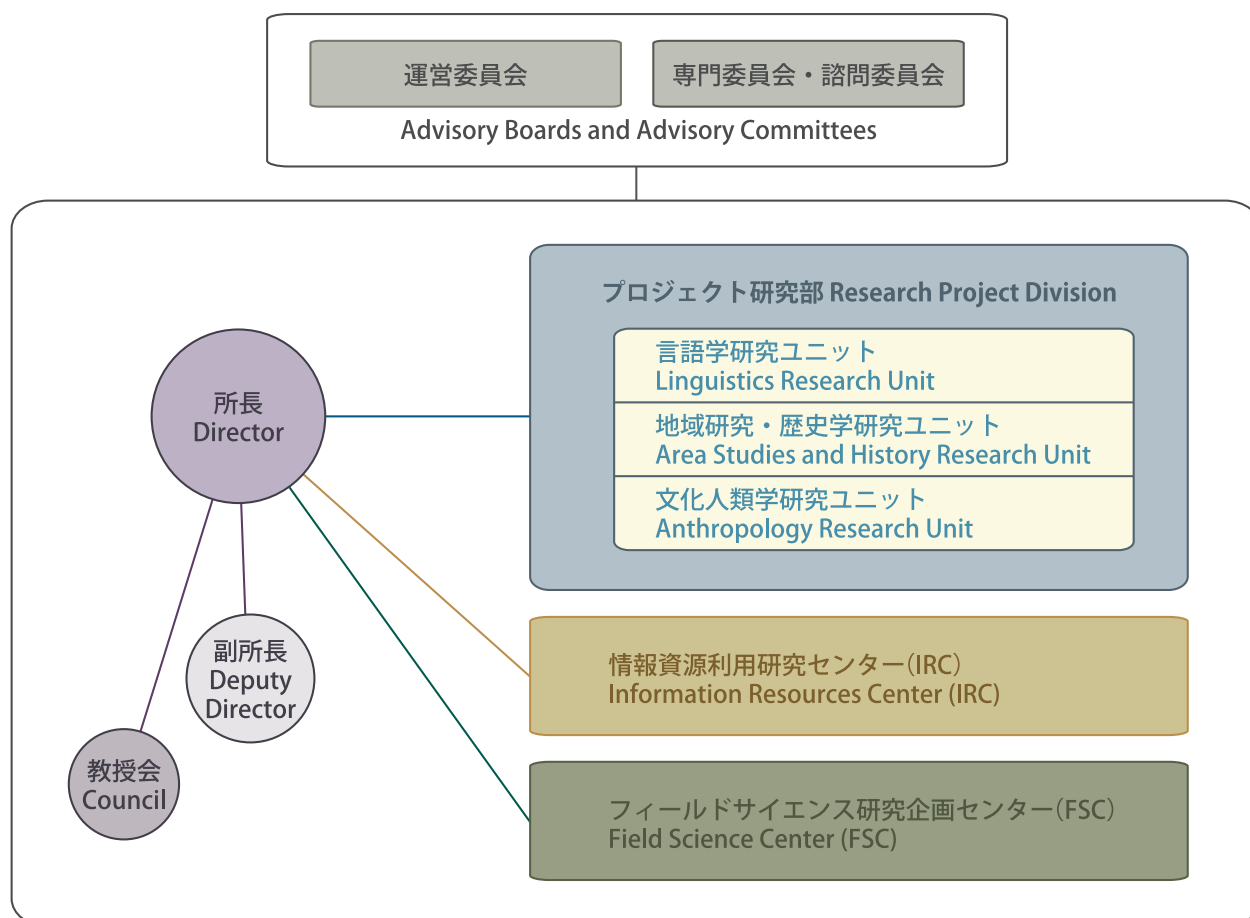 運営委員会
専門委員会・諮問委員会
Advisory Boards and Advisory Committees
プロジェクト研究部 Research Project Division
言語学研究ユニット
Linguistics Research Unit
地域研究・歴史学研究ユニット
Area Studies and History Research Unit
文化人類学研究ユニット
Anthropology Research Unit
所長
Director
副所長
Deputy
Director
教授会
Council
情報資源利用研究センター(IRC)
Information Resources Center (IRC)
フィールドサイエンス研究企画センター(FSC)
Field Science Center (FSC)